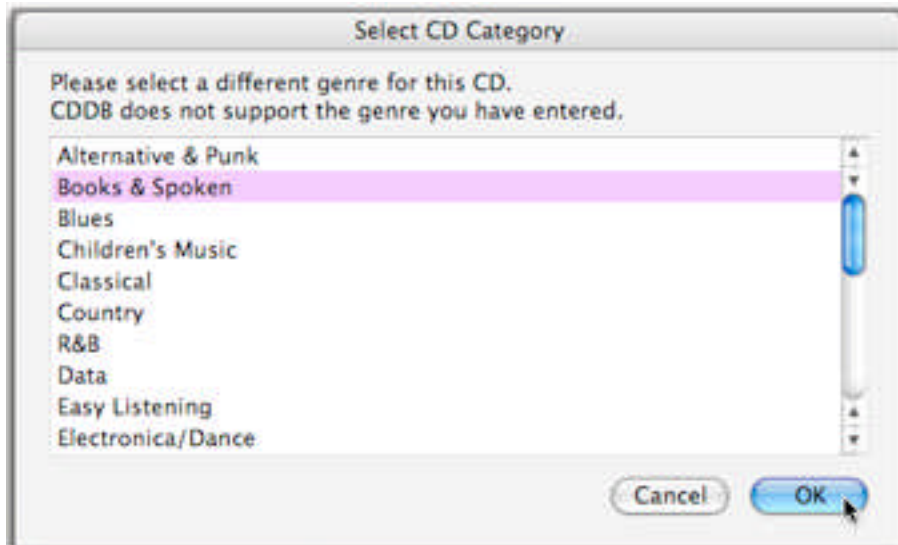 Select CD Category
Please select a different genre for this CD.
CDDB does not support the genre you have entered.
Alternative & Punk
Books & Spoken
Blues
Children's Music
Classical
Country
R&B
Data
Easy Listening
Electronica/Dance
Cancel OK